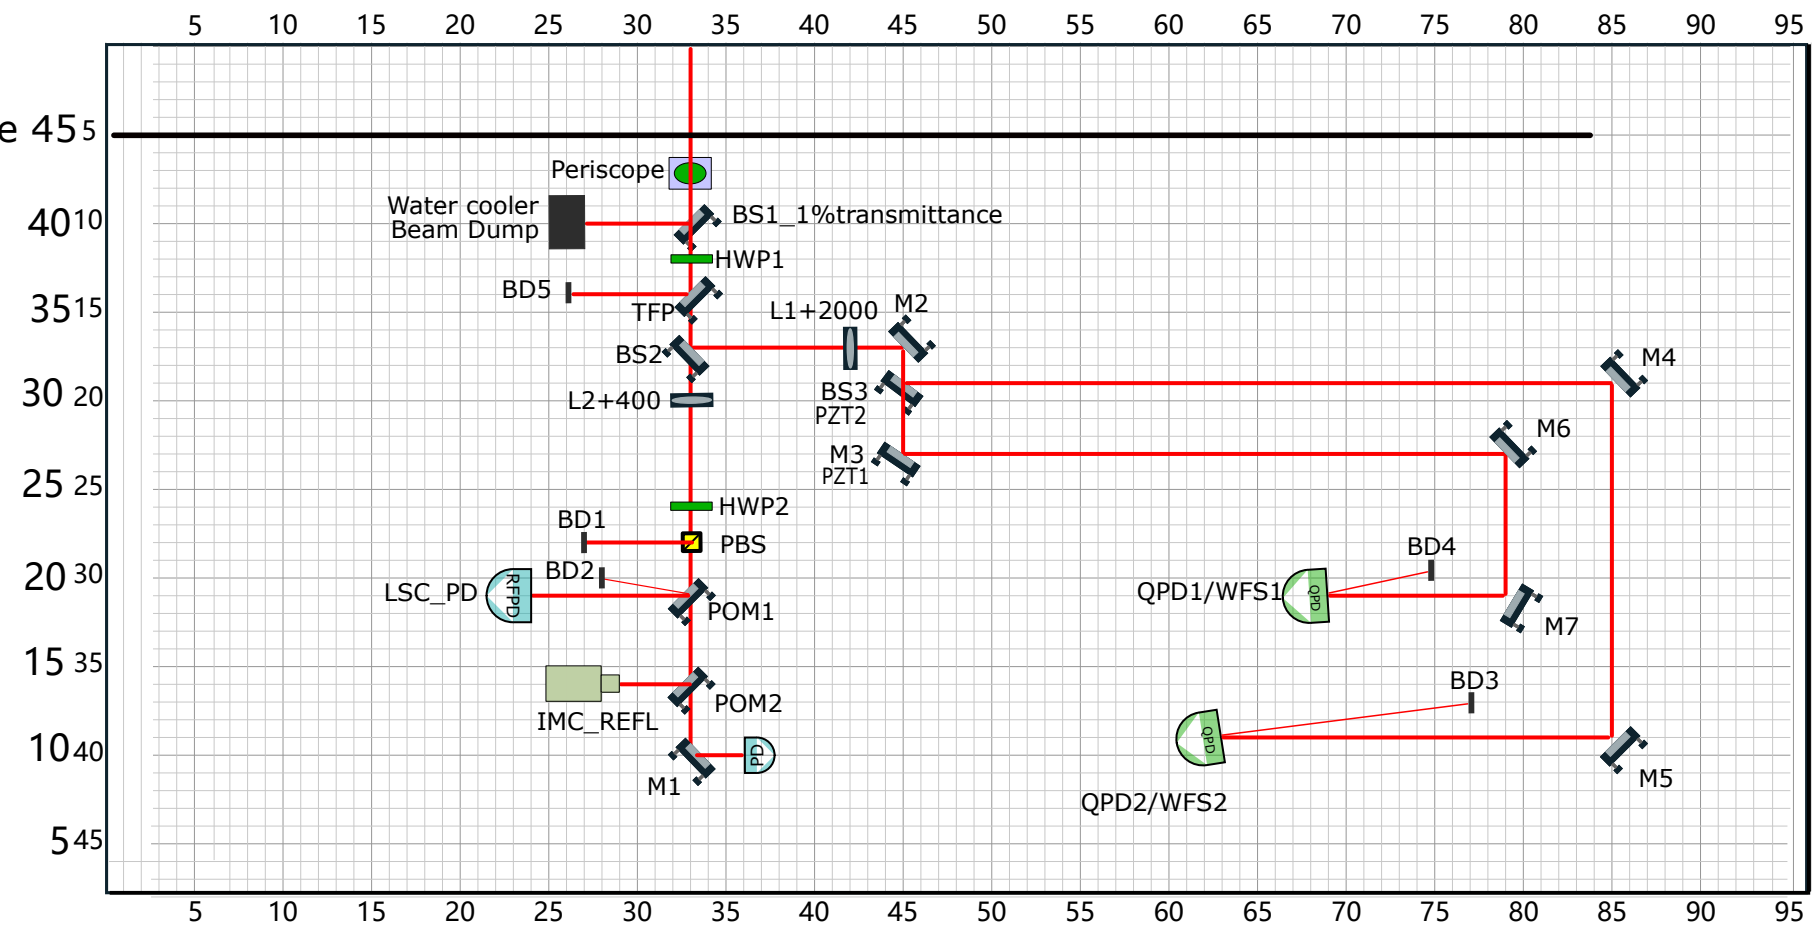 5 10 15 20 25 30 35 40 45 50 55 60 65 70 75 80 85 90 95
e 45 5
Periscope
Water cooler
Beam Dump
BS1_1%transmittance
40 10
HWP1
BD5
TFP
35 15
L1+2000
M2
BS2
M4
BS3
PZT2
L2+400
30 20
M6
M3
PZT1
25 25
HWP2
BD1
PBS
BD2
BD4
20 30
LSC_PD
RFPD
POM1
QPD1/WFS1
QPD
M7
15 35
BD3
POM2
IMC_REFL
QPD
10 40
PD
M1
M5
QPD2/WFS2
5 45
5 10 15 20 25 30 35 40 45 50 55 60 65 70 75 80 85 90 95